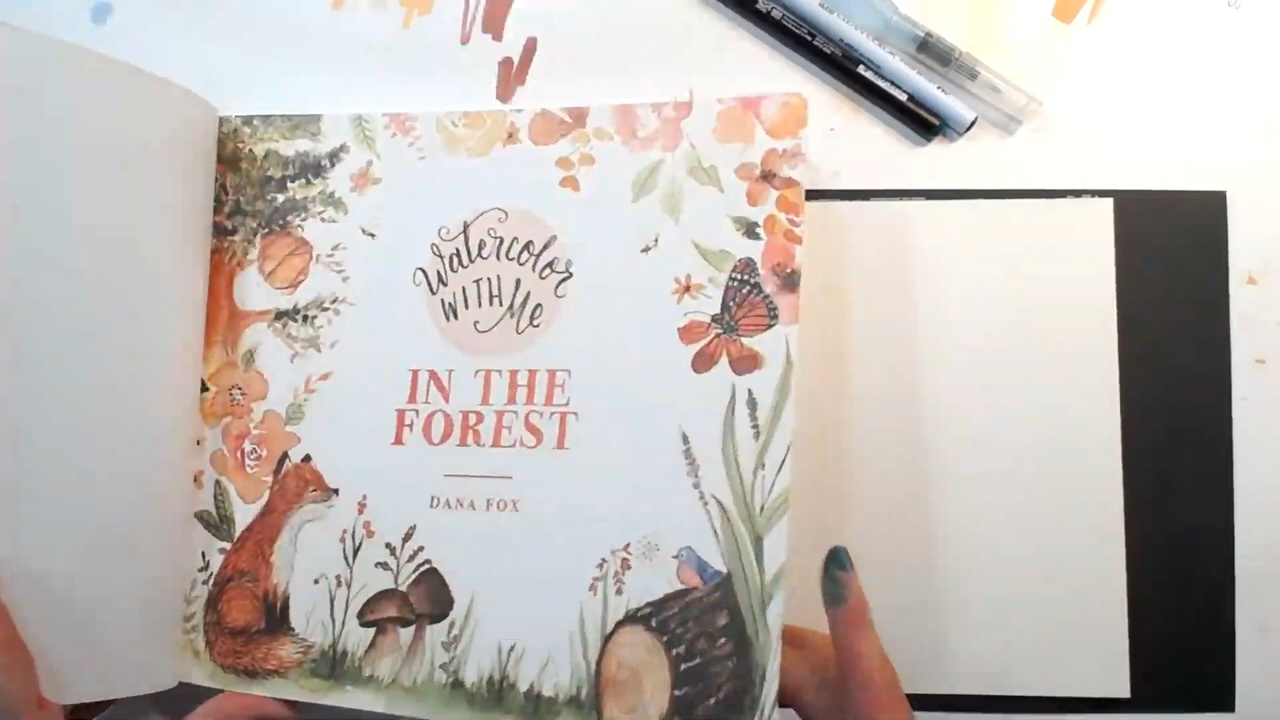 Watercolor
WITH Me
IN THE
FOREST
DANA FOX